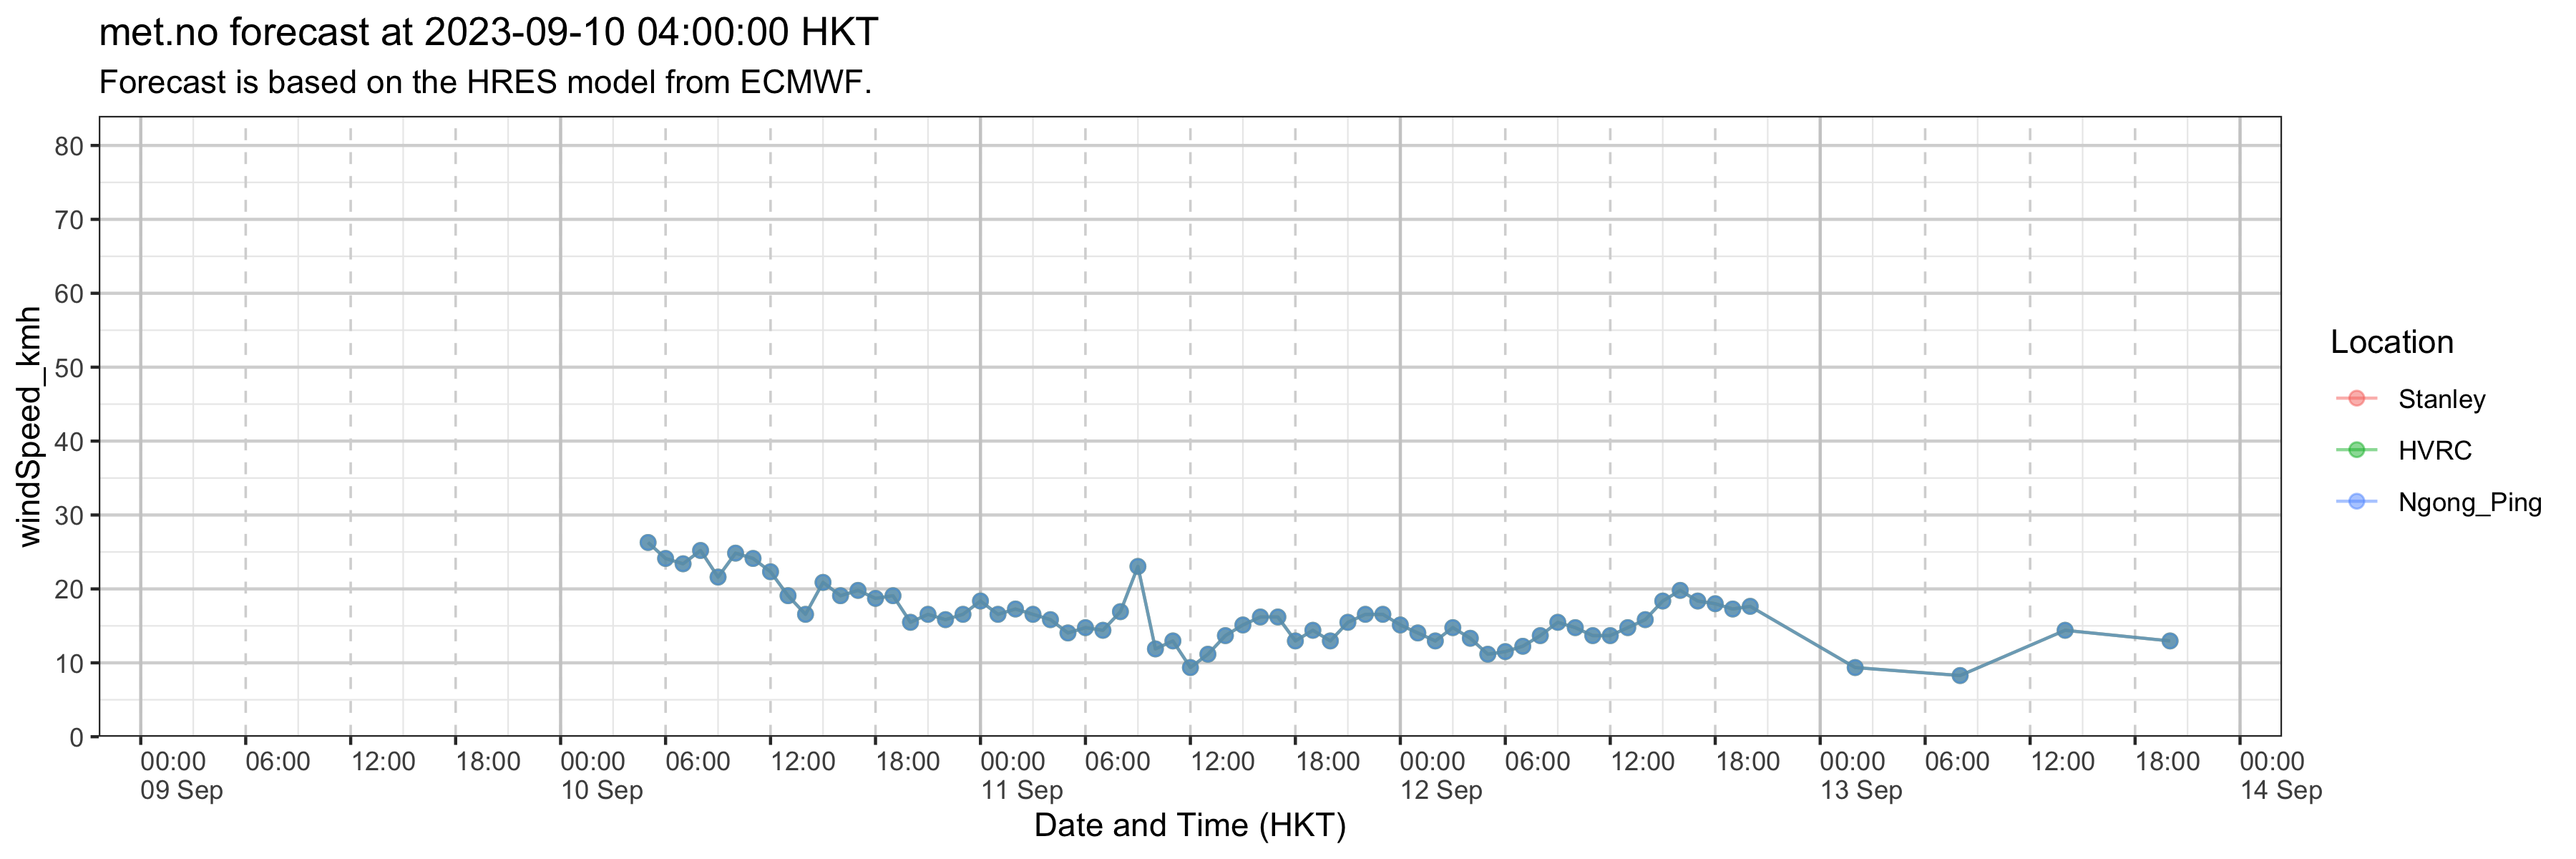 met.no forecast at 2023-09-10 04:00:00 HKT
Forecast is based on the HRES model from ECMWF.
windSpeed_kmh
80
70
60
50
40
30
20
10
0
00:00 06:00 12:00 18:00 00:00 06:00 12:00 18:00 00:00 06:00 12:00 18:00 00:00 06:00 12:00 18:00 00:00 06:00 12:00 18:00 00:00
09 Sep 10 Sep 11 Sep 12 Sep 13 Sep 14 Sep
Date and Time (HKT)
Location
Stanley
HVRC
Ngong_Ping